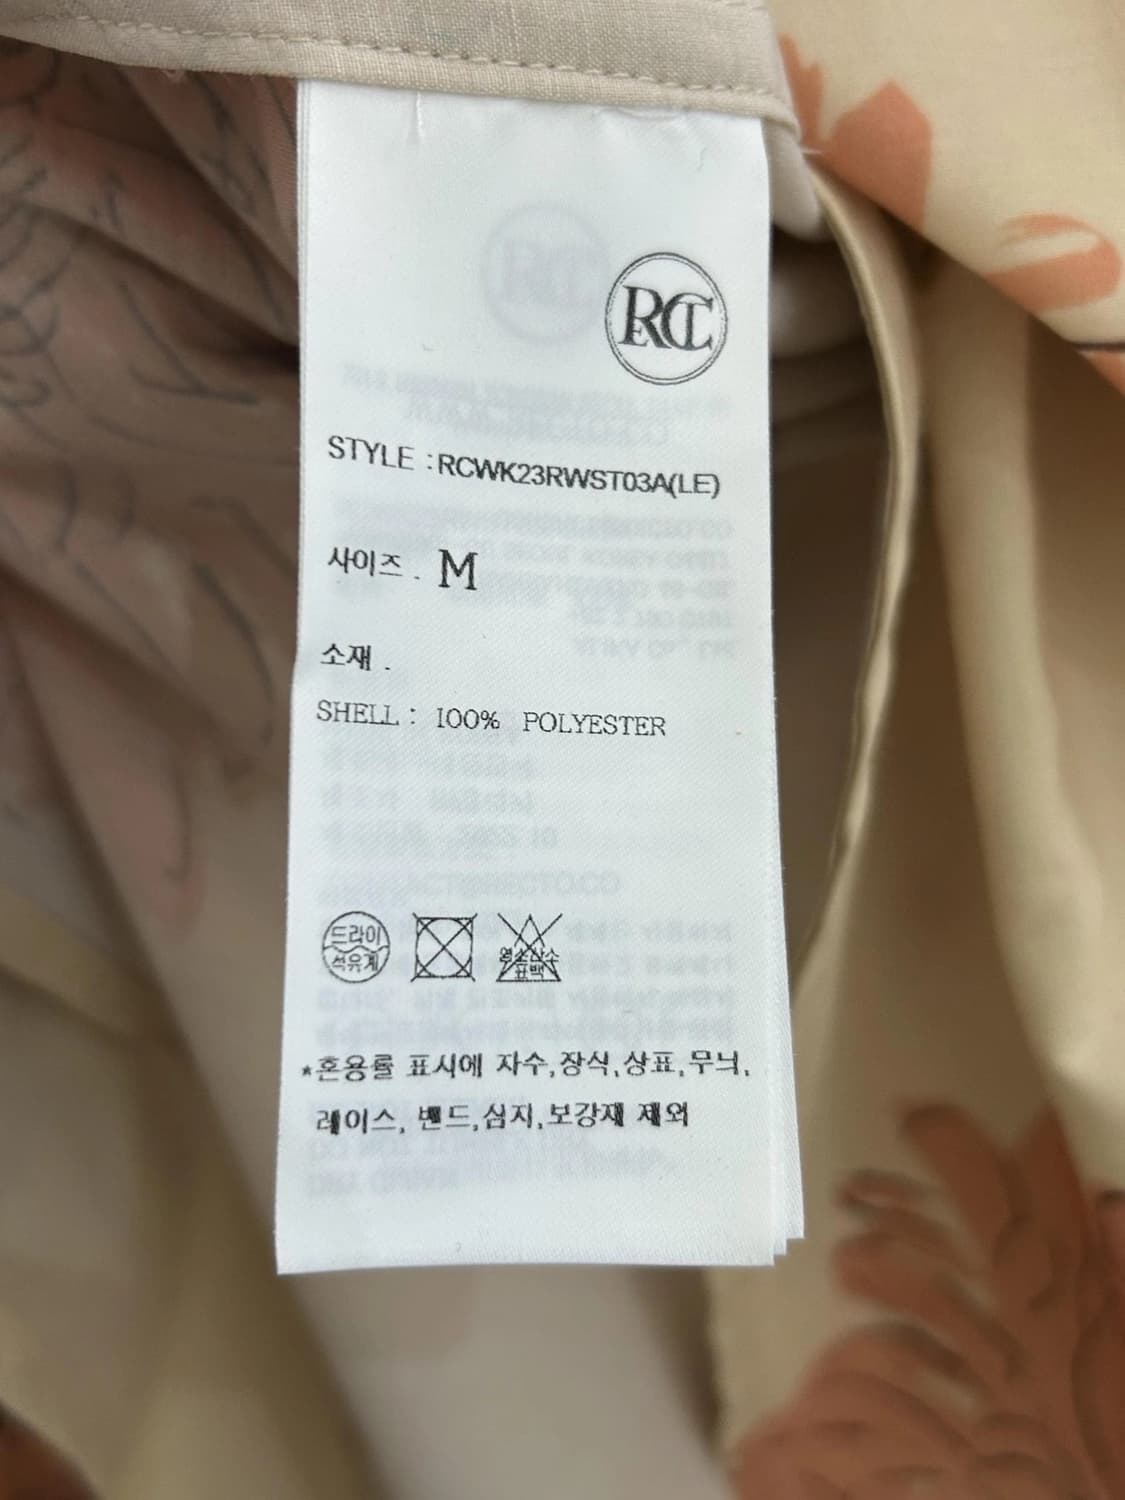 RCT
STYLE : RCWK23RWST03A(LE)
사이즈 . M
소재 .
SHELL : 100% POLYESTER
드라이
석유계
염소산소
표백
*혼용률 표시에 자수,장식,상표,무늬,
레이스, 밴드,심지,보강재 제외